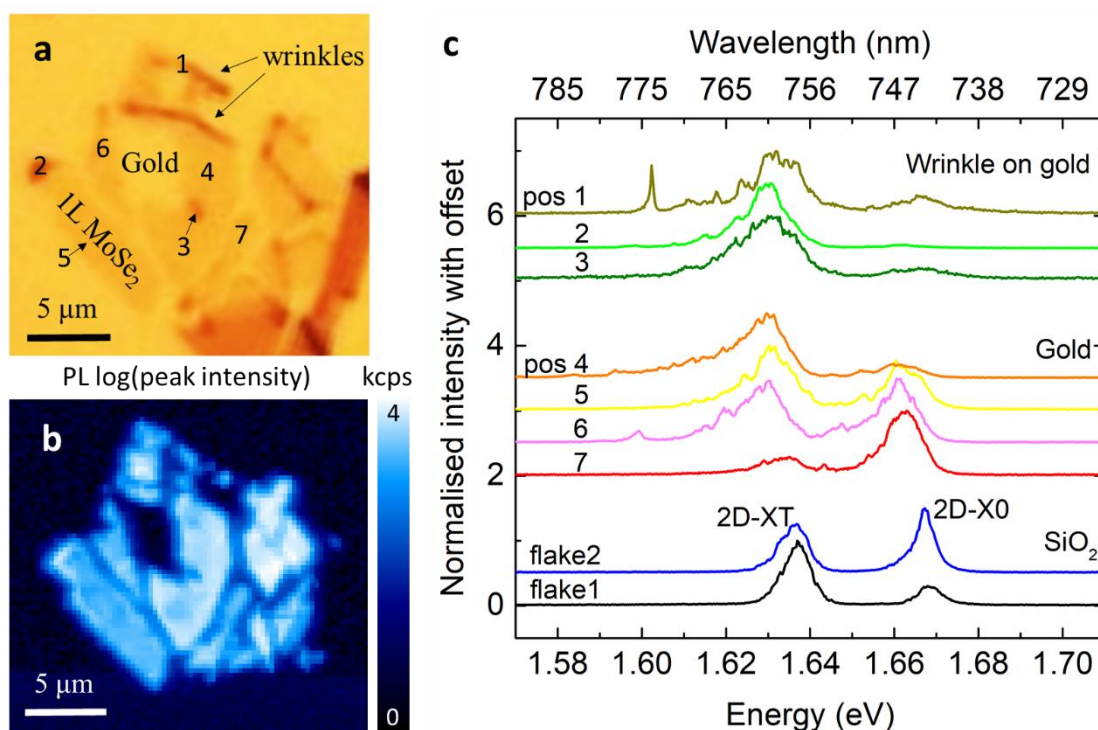 a
1
wrinkles
6
Gold
2
4
1L MoSe2
3
7
5
5 µm
PL log(peak intensity) kcps
b
4
5 µm
0
c
Wavelength (nm)
785 775 765 756 747 738 729
Normalised intensity with offset
6
4
2
0
pos 1
Wrinkle on gold
2
3
pos 4
Gold
5
6
7
2D-XT
2D-X0
SiO2
flake2
flake1
1.58 1.60 1.62 1.64 1.66 1.68 1.70
Energy (eV)